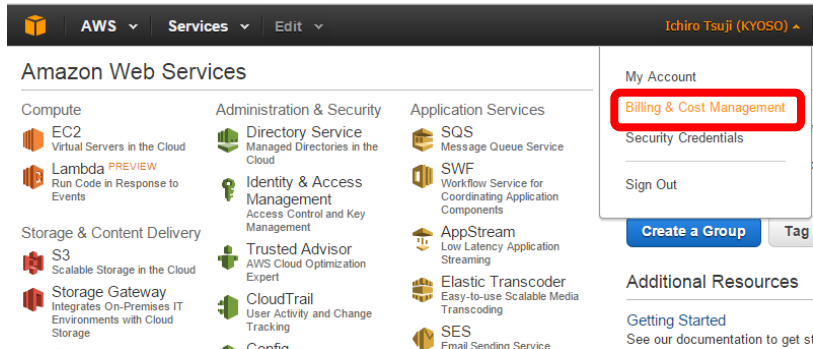 AWS Services Edit Ichiro Tsuji (KYOSO)
Amazon Web Services
Compute
EC2
Virtual Servers in the Cloud
Lambda PREVIEW
Run Code in Response to
Events
Storage & Content Delivery
S3
Scalable Storage in the Cloud
Storage Gateway
Integrates On-Premises IT
Environments with Cloud
Storage
Administration & Security
Directory Service
Managed Directories in the
Cloud
Identity & Access
Management
Access Control and Key
Management
Trusted Advisor
AWS Cloud Optimization
Expert
CloudTrail
User Activity and Change
Tracking
Config
Application Services
SQS
Message Queue Service
SWF
Workflow Service for
Coordinating Application
Components
AppStream
Low Latency Application
Streaming
Elastic Transcoder
Easy-to-use Scalable Media
Transcoding
SES
Email Sending Service
My Account
Billing & Cost Management
Security Credentials
Sign Out
Create a Group Tag
Additional Resources
Getting Started
See our documentation to get